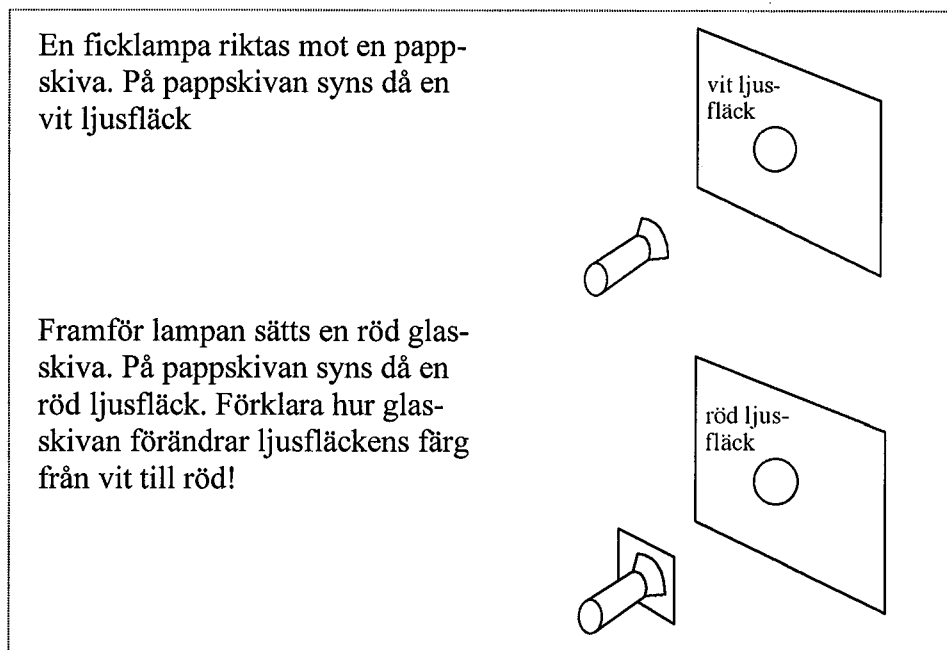 En ficklampa riktas mot en papp-
skiva. På pappskivan syns då en
vit ljusfläck
vit ljus-
fläck
Framför lampan sätts en röd glas-
skiva. På pappskivan syns då en
röd ljusfläck. Förklara hur glas-
skivan förändrar ljusfläckens färg
från vit till röd!
röd ljus-
fläck